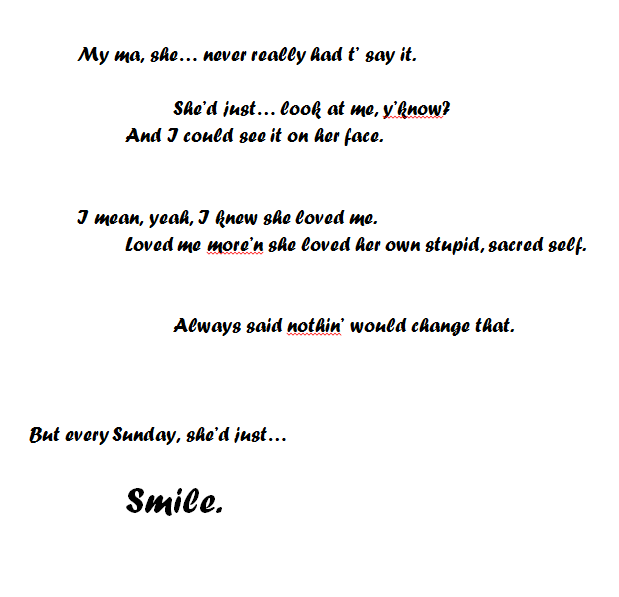 My ma, she… never really had t’ say it.
She’d just… look at me, y’know?
And I could see it on her face.
I mean, yeah, I knew she loved me.
Loved me more’n she loved her own stupid, sacred self.
Always said nothin’ would change that.
But every Sunday, she’d just…
Smile.